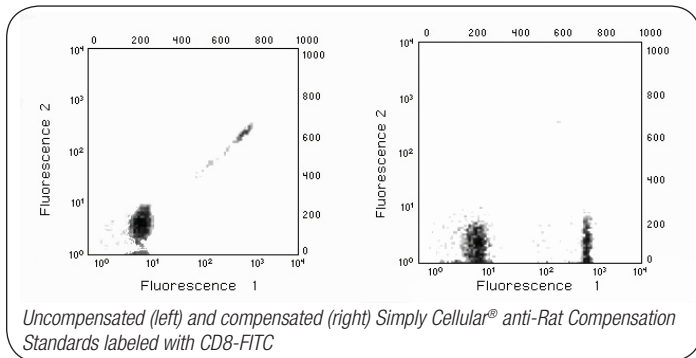 0 200 400 600 800 1000
0 200 400 600 800 1000
10⁴
10³
10²
10¹
10⁰
Fluorescence 2
1000
800
600
400
200
0
10⁰ 10¹ 10² 10³ 10⁴
Fluorescence 1
10⁴
10³
10²
10¹
10⁰
Fluorescence 2
1000
800
600
400
200
0
10⁰ 10¹ 10² 10³ 10⁴
Fluorescence 1
Uncompensated (left) and compensated (right) Simply Cellular® anti-Rat Compensation
Standards labeled with CD8-FITC